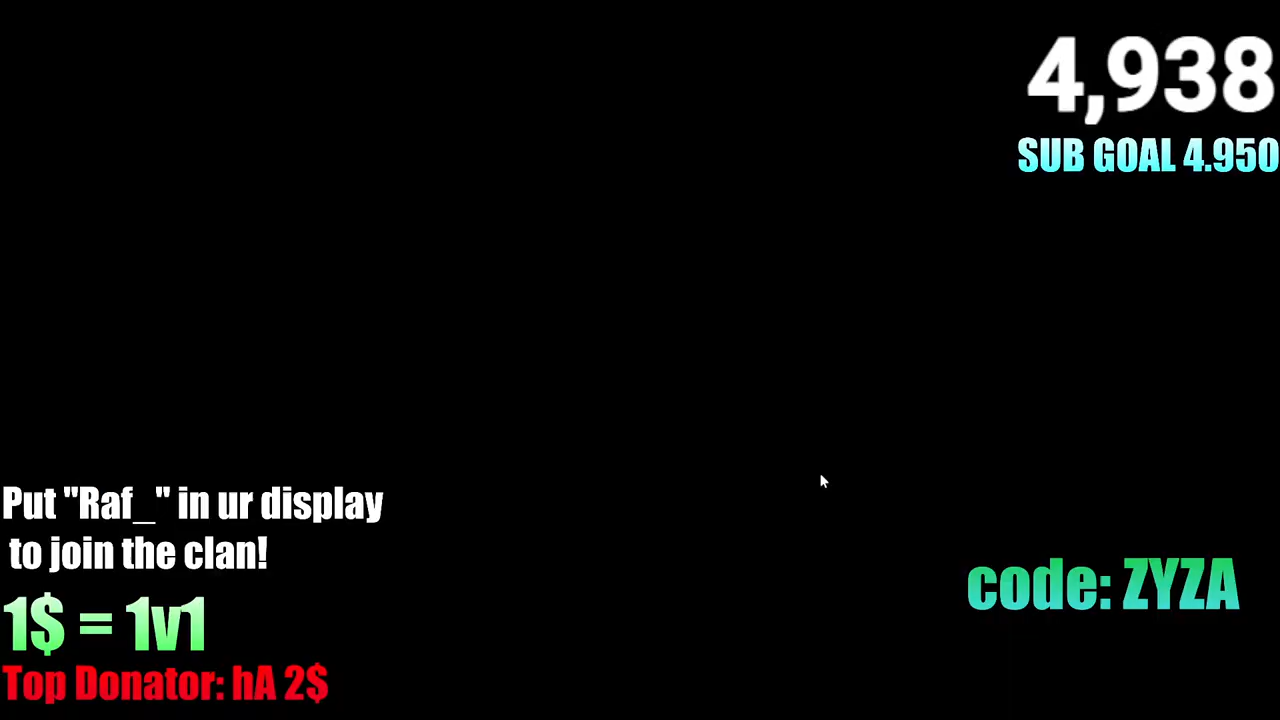 4,938
SUB GOAL 4.950
Put "Raf_" in ur display
to join the clan!
code: ZYZA
1$ = 1v1
Top Donator: hA 2$